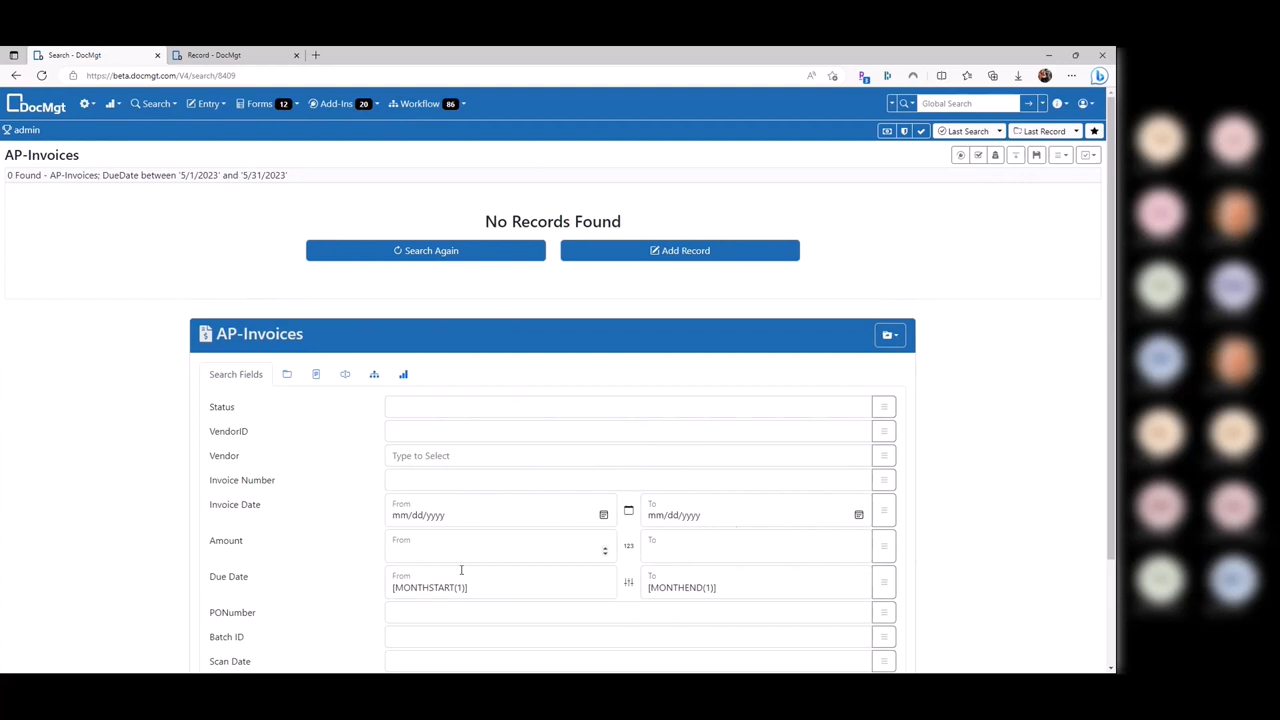 Search - DocMgt
Record - DocMgt
https://beta.docmgt.com/V4/search/8409
DocMgt
Search
Entry
Forms 12
Add-Ins 20
Workflow 86
Global Search
admin
Last Search
Last Record
AP-Invoices
0 Found - AP-Invoices; DueDate between '5/1/2023' and '5/31/2023'
No Records Found
Search Again
Add Record
AP-Invoices
Search Fields
Status
VendorID
Vendor
Type to Select
Invoice Number
Invoice Date
From
mm/dd/yyyy
To
mm/dd/yyyy
Amount
From
123
To
Due Date
From
[MONTHSTART(1)]
To
[MONTHEND(1)]
PONumber
Batch ID
Scan Date